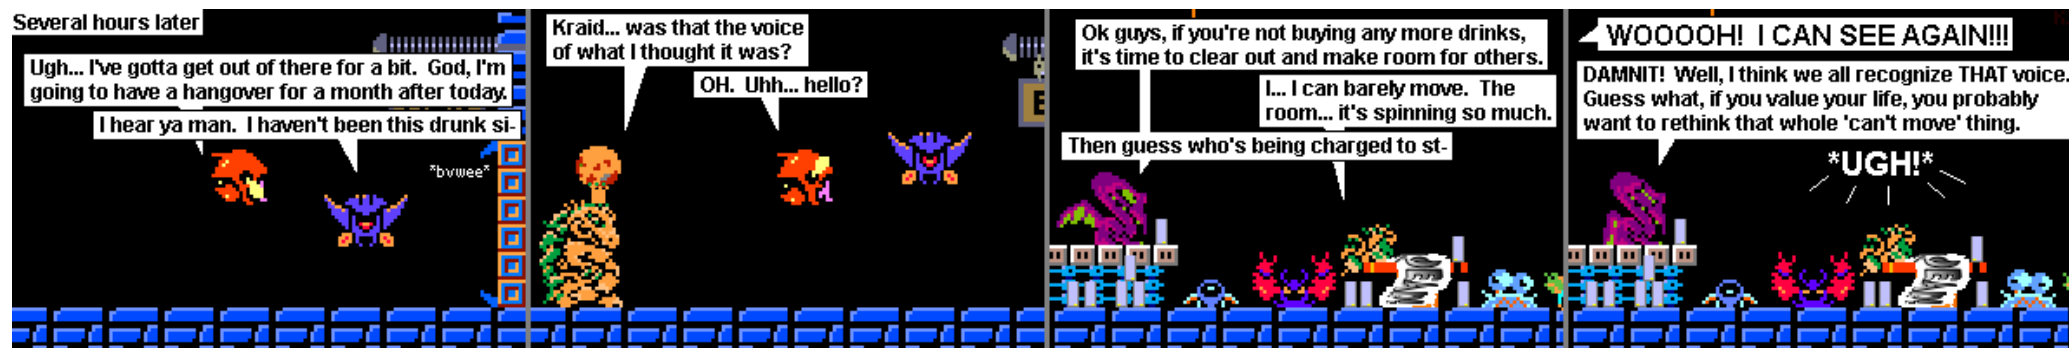 Several hours later
Ugh... I've gotta get out of there for a bit. God, I'm
going to have a hangover for a month after today.
I hear ya man. I haven't been this drunk si-
*bvwee*
Kraid... was that the voice
of what I thought it was?
OH. Uhh... hello?
Ok guys, if you're not buying any more drinks,
it's time to clear out and make room for others.
I... I can barely move. The
room... it's spinning so much.
Then guess who's being charged to st-
DEAN
WOOOOH! I CAN SEE AGAIN!!!
DAMNIT! Well, I think we all recognize THAT voice.
Guess what, if you value your life, you probably
want to rethink that whole 'can't move' thing.
*UGH!*
DEAN